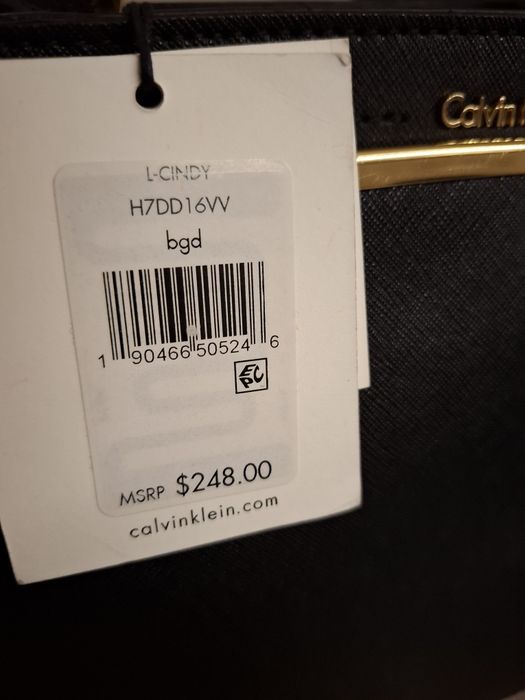 Calvin
L-CINDY
H7DD16VV
bgd
1 90466 50524 6
EPC
MSRP $248.00
calvinklein.com